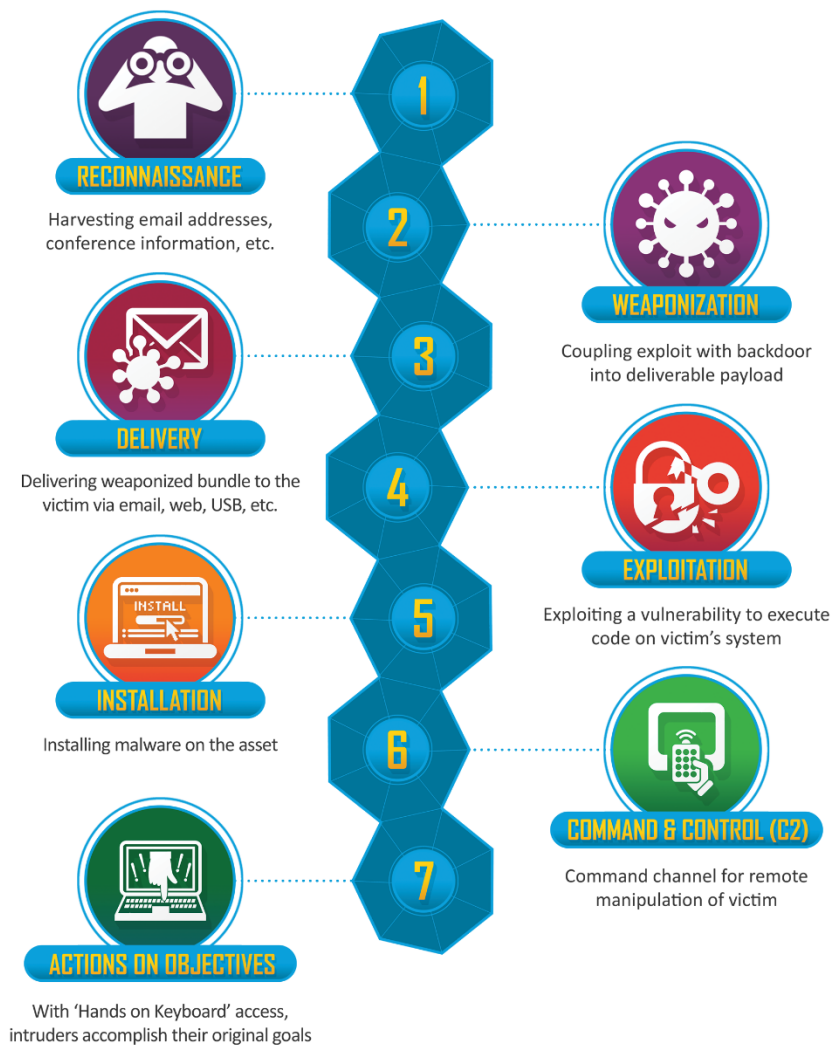 1
RECONNAISSANCE
Harvesting email addresses,
conference information, etc.
2
WEAPONIZATION
Coupling exploit with backdoor
into deliverable payload
3
DELIVERY
Delivering weaponized bundle to the
victim via email, web, USB, etc.
4
EXPLOITATION
Exploiting a vulnerability to execute
code on victim’s system
5
INSTALL
INSTALLATION
Installing malware on the asset
6
COMMAND & CONTROL (C2)
Command channel for remote
manipulation of victim
7
!!!!
ACTIONS ON OBJECTIVES
With ‘Hands on Keyboard’ access,
intruders accomplish their original goals